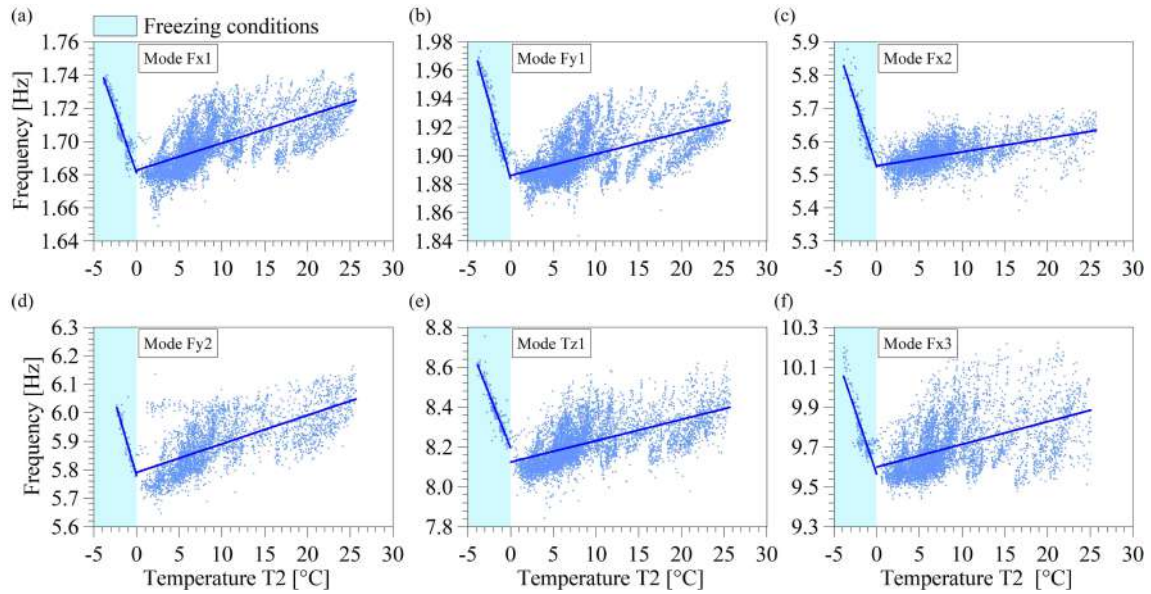 (a) Freezing conditions (b) (c)
1.76 1.98 5.9
Mode Fx1 Mode Fy1 Mode Fx2
1.74 1.96 5.8
1.72 1.94 5.7
1.92 5.6
1.70 1.90 5.5
1.68 1.88 5.4
1.66 1.86
1.64 1.84 5.3
Frequency [Hz]
-5 0 5 10 15 20 25 30 -5 0 5 10 15 20 25 30 -5 0 5 10 15 20 25 30
(d) (e) (f)
6.3 8.8 10.3
Mode Fy2 Mode Tz1 Mode Fx3
6.2 8.6 10.1
6.1
6.0 8.4 9.9
5.9 8.2 9.7
5.8
5.7 8.0 9.5
5.6 7.8 9.3
Frequency [Hz]
-5 0 5 10 15 20 25 30 -5 0 5 10 15 20 25 30 -5 0 5 10 15 20 25 30
Temperature T2 [°C] Temperature T2 [°C] Temperature T2 [°C]